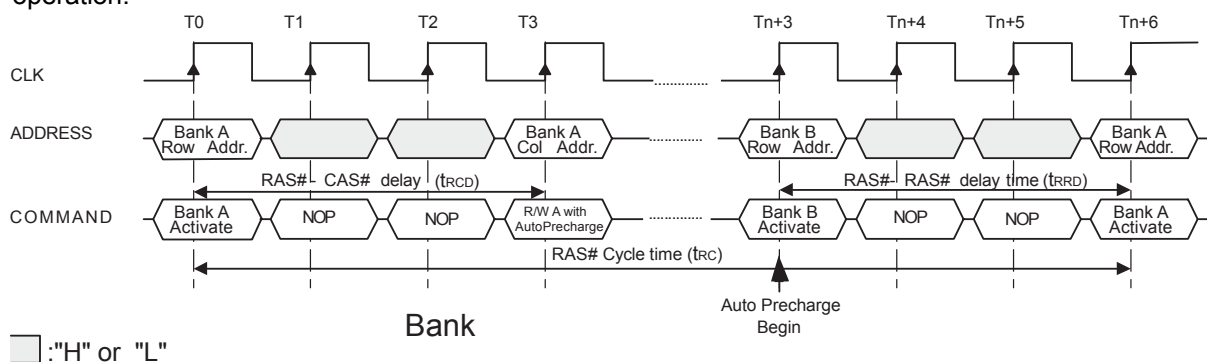 operation.
T0 T1 T2 T3 Tn+3 Tn+4 Tn+5 Tn+6
CLK
ADDRESS
Bank A
Row Addr.
Bank A
Col Addr.
Bank B
Row Addr.
Bank A
Row Addr.
RAS# - CAS# delay (tRCD)
RAS# - RAS# delay time (tRRD)
COMMAND
Bank A
Activate
NOP
NOP
R/W A with
AutoPrecharge
Bank B
Activate
NOP
NOP
Bank A
Activate
RAS# Cycle time (tRC)
Auto Precharge
Begin
Bank
:"H" or "L"